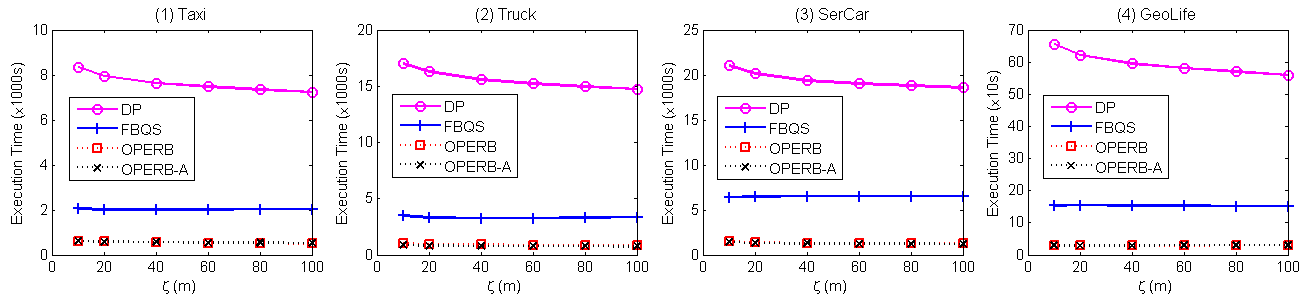 (1) Taxi
Execution Time (x1000s)
10
8
6
4
2
0
DP
FBQS
OPERB
OPERB-A
0 20 40 60 80 100
ζ (m)
(2) Truck
Execution Time (x1000s)
20
15
10
5
0
DP
FBQS
OPERB
OPERB-A
0 20 40 60 80 100
ζ (m)
(3) SerCar
Execution Time (x1000s)
25
20
15
10
5
0
DP
FBQS
OPERB
OPERB-A
0 20 40 60 80 100
ζ (m)
(4) GeoLife
Execution Time (x10s)
70
60
50
40
30
20
10
0
DP
FBQS
OPERB
OPERB-A
0 20 40 60 80 100
ζ (m)